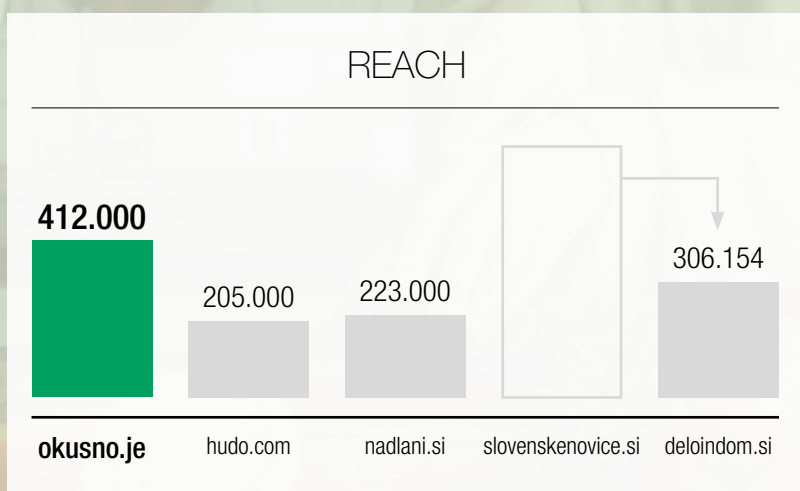 REACH
412.000
205.000
223.000
306.154
okusno.je
hudo.com
nadlani.si
slovenskenovice.si
deloindom.si